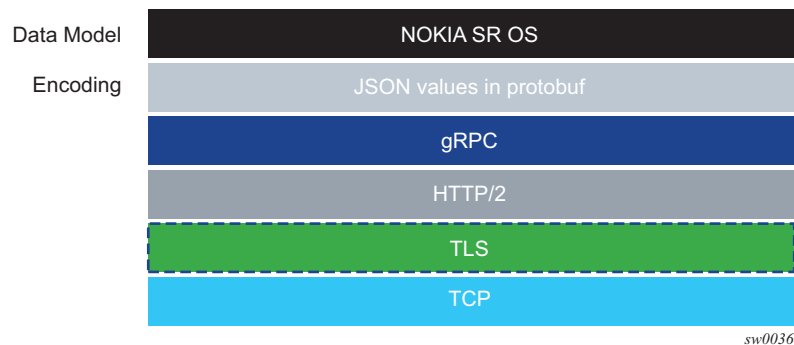 Data Model NOKIA SR OS
Encoding JSON values in protobuf
gRPC
HTTP/2
TLS
TCP
sw0036